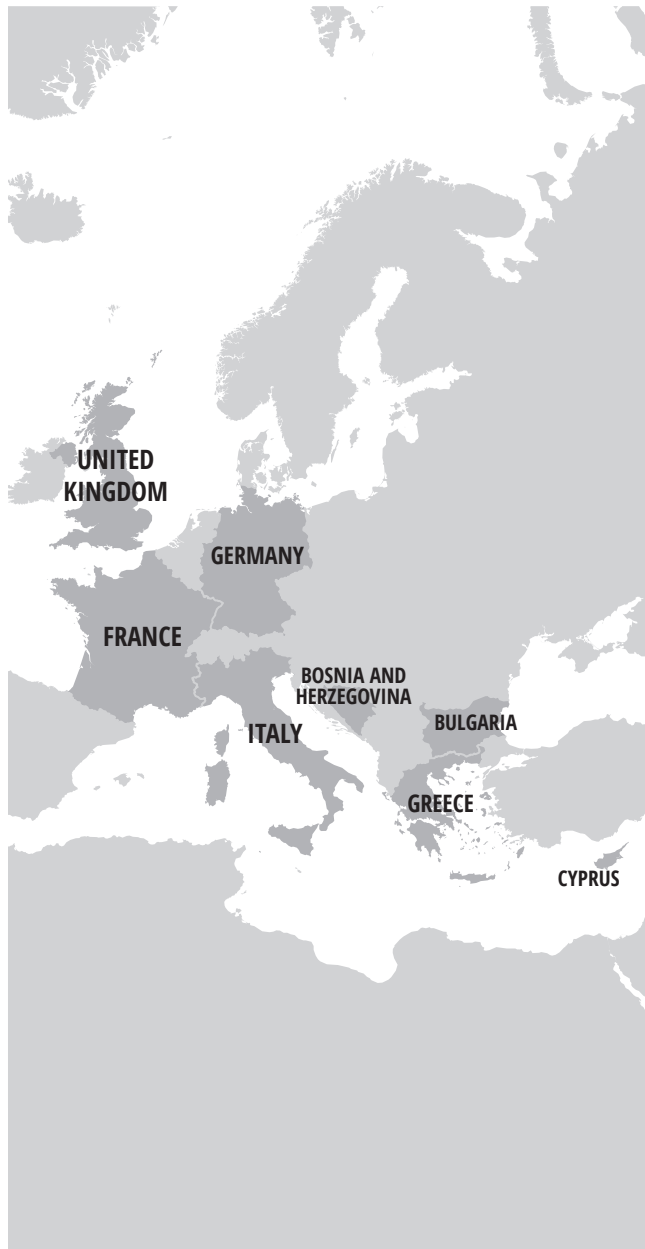 UNITED
KINGDOM
GERMANY
FRANCE
BOSNIA AND
HERZEGOVINA
BULGARIA
ITALY
GREECE
CYPRUS